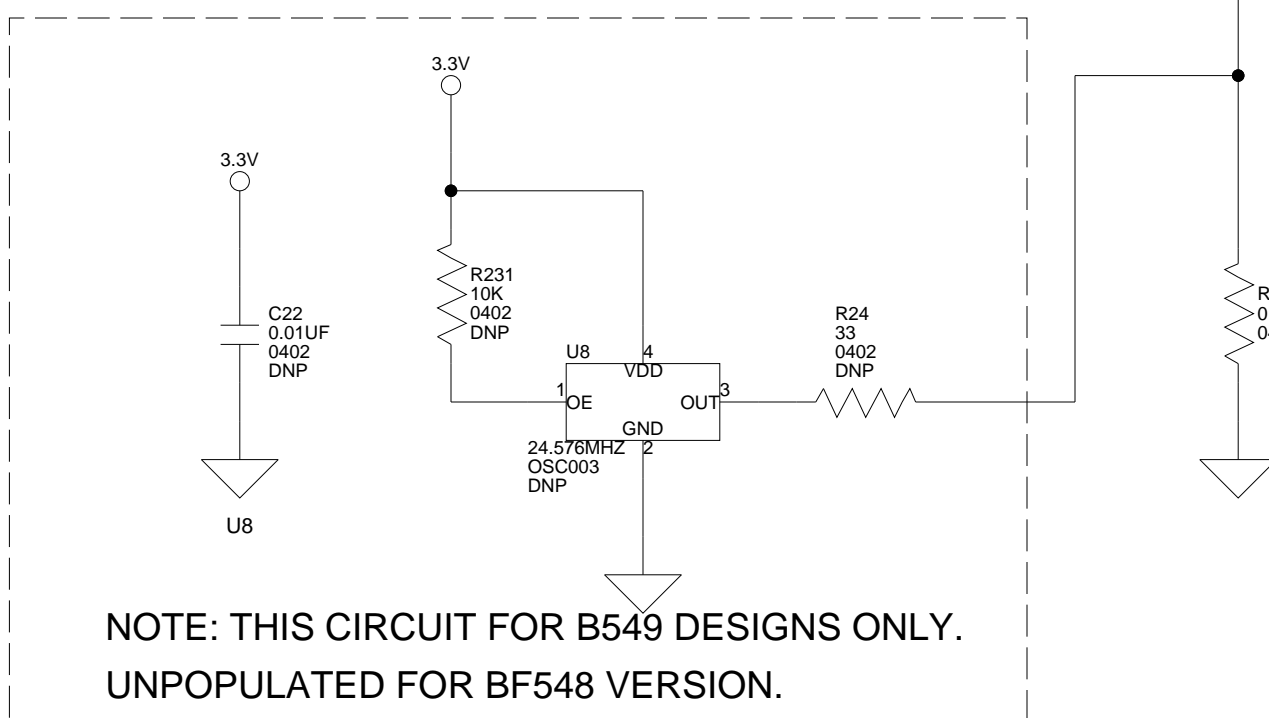 3.3V
3.3V
C22
0.01UF
0402
DNP
U8
R231
10K
0402
DNP
U8
4
VDD
1
OE
OUT
3
GND
2
24.576MHZ
OSC003
DNP
R24
33
0402
DNP
R
0
0
NOTE: THIS CIRCUIT FOR B549 DESIGNS ONLY.
UNPOPULATED FOR BF548 VERSION.